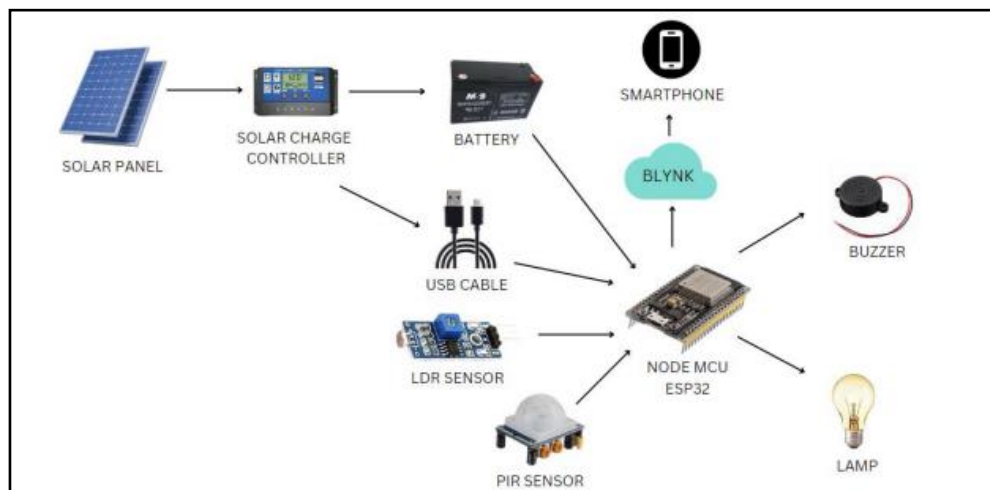 SMARTPHONE
SOLAR PANEL
SOLAR CHARGE
CONTROLLER
BATTERY
BLYNK
BUZZER
USB CABLE
LDR SENSOR
NODE MCU
ESP32
PIR SENSOR
LAMP